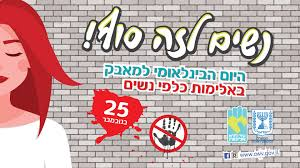 נשים לזה סוף!
היום הבינלאומי למאבק
באלימות כלפי נשים
25
בנובמבר